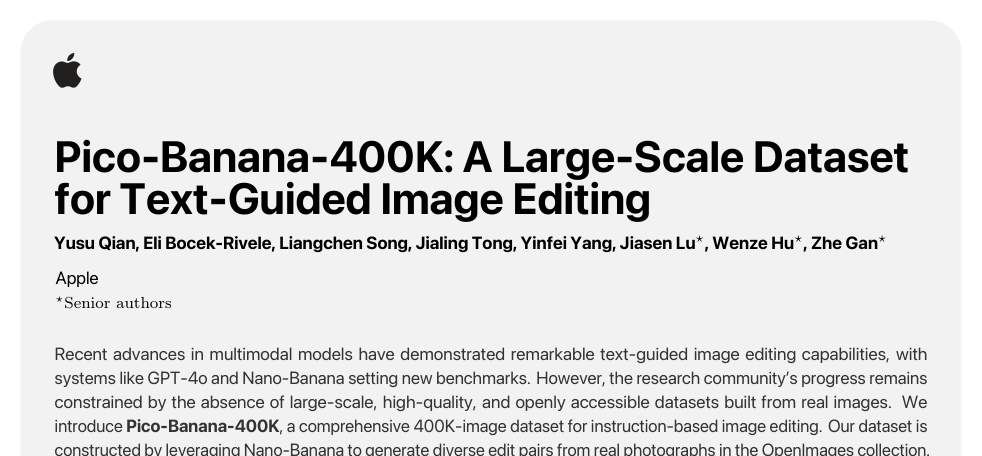 Pico-Banana-400K: A Large-Scale Dataset
for Text-Guided Image Editing
Yusu Qian, Eli Bocek-Rivele, Liangchen Song, Jialing Tong, Yinfei Yang, Jiasen Lu⋆, Wenze Hu⋆, Zhe Gan⋆
Apple
⋆Senior authors
Recent advances in multimodal models have demonstrated remarkable text-guided image editing capabilities, with
systems like GPT-4o and Nano-Banana setting new benchmarks. However, the research community’s progress remains
constrained by the absence of large-scale, high-quality, and openly accessible datasets built from real images. We
introduce Pico-Banana-400K, a comprehensive 400K-image dataset for instruction-based image editing. Our dataset is
constructed by leveraging Nano-Banana to generate diverse edit pairs from real photographs in the OpenImages collection.